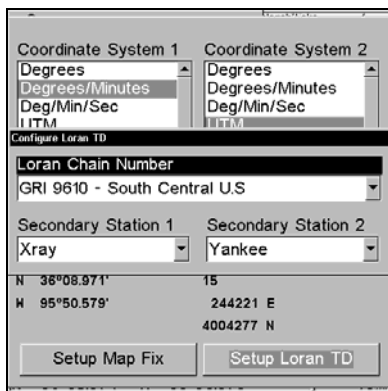 Coordinate System 1 Coordinate System 2
Degrees Degrees
Degrees/Minutes Degrees/Minutes
Deg/Min/Sec Deg/Min/Sec
UTM UTM
Configure Loran TD
Loran Chain Number
GRI 9610 - South Central U.S
Secondary Station 1 Secondary Station 2
Xray Yankee
N 36°08.971' 15
W 95°50.579' 244221 E
4004277 N
Setup Map Fix Setup Loran TD